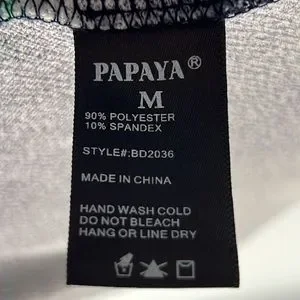 PAPAYA®
M
90% POLYESTER
10% SPANDEX
STYLE#:BD2036
MADE IN CHINA
HAND WASH COLD
DO NOT BLEACH
HANG OR LINE DRY